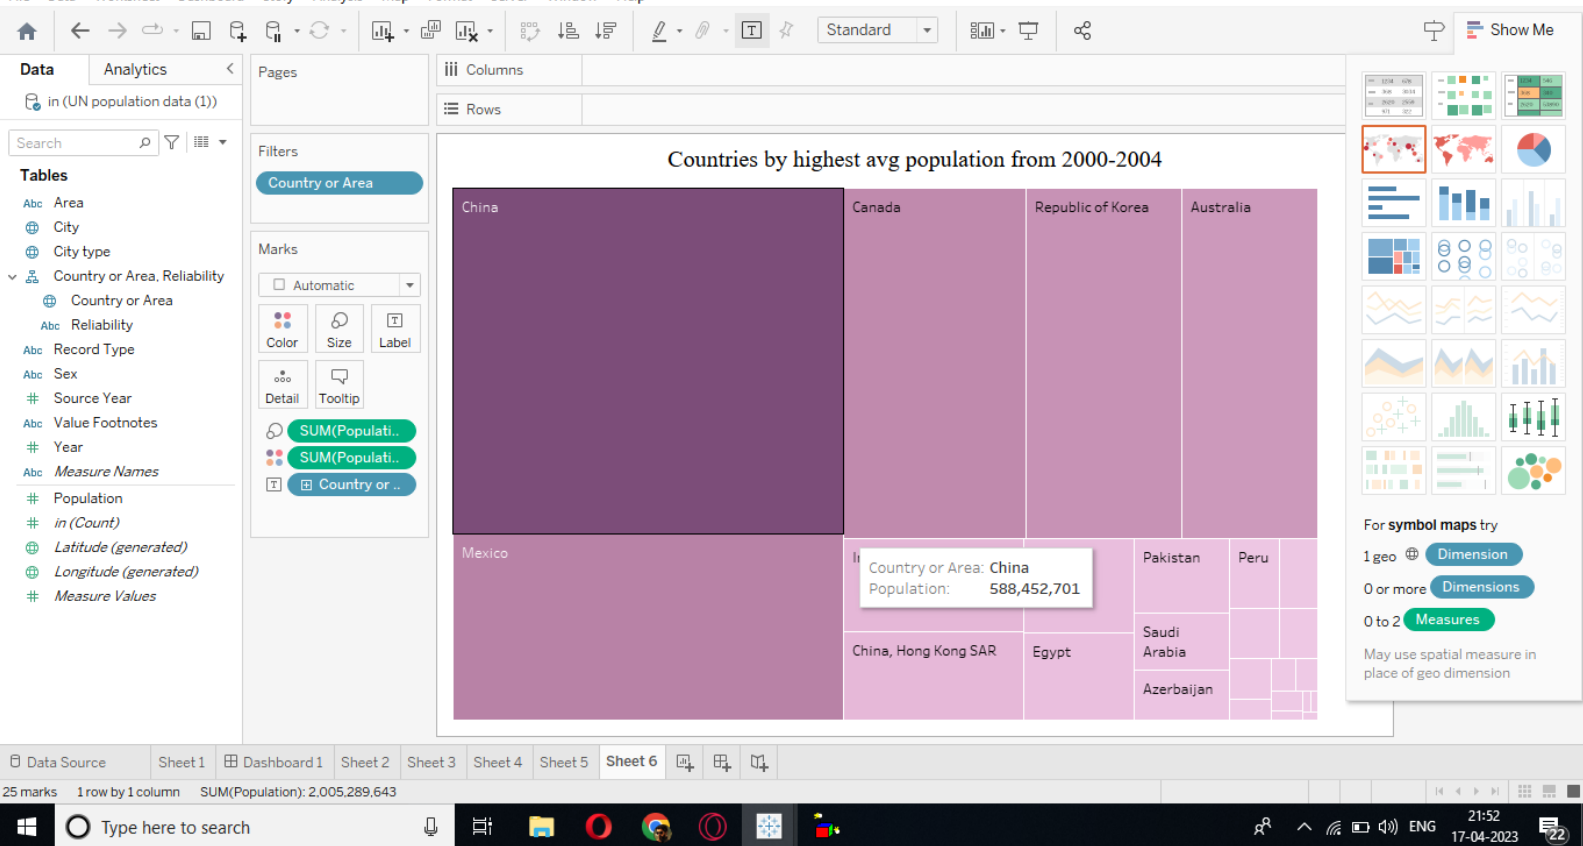 Standard
Show Me
Data
Analytics
Pages
Columns
in (UN population data (1))
Rows
Search
Filters
Country or Area
Tables
Abc Area
City
City type
Country or Area, Reliability
Country or Area
Abc Reliability
Abc Record Type
Abc Sex
Source Year
Abc Value Footnotes
Year
Abc Measure Names
Population
in (Count)
Latitude (generated)
Longitude (generated)
Measure Values
Marks
Automatic
Color
Size
Label
Detail
Tooltip
SUM(Populati..
SUM(Populati..
Country or ..
Countries by highest avg population from 2000-2004
China
Canada
Republic of Korea
Australia
Mexico
Country or Area: China
Population: 588,452,701
Pakistan
Peru
China, Hong Kong SAR
Egypt
Saudi
Arabia
Azerbaijan
For symbol maps try
1 geo Dimension
0 or more Dimensions
0 to 2 Measures
May use spatial measure in
place of geo dimension
Data Source
Sheet 1
Dashboard 1
Sheet 2
Sheet 3
Sheet 4
Sheet 5
Sheet 6
25 marks 1 row by 1 column SUM(Population): 2,005,289,643
Type here to search
ENG
21:52
17-04-2023
22